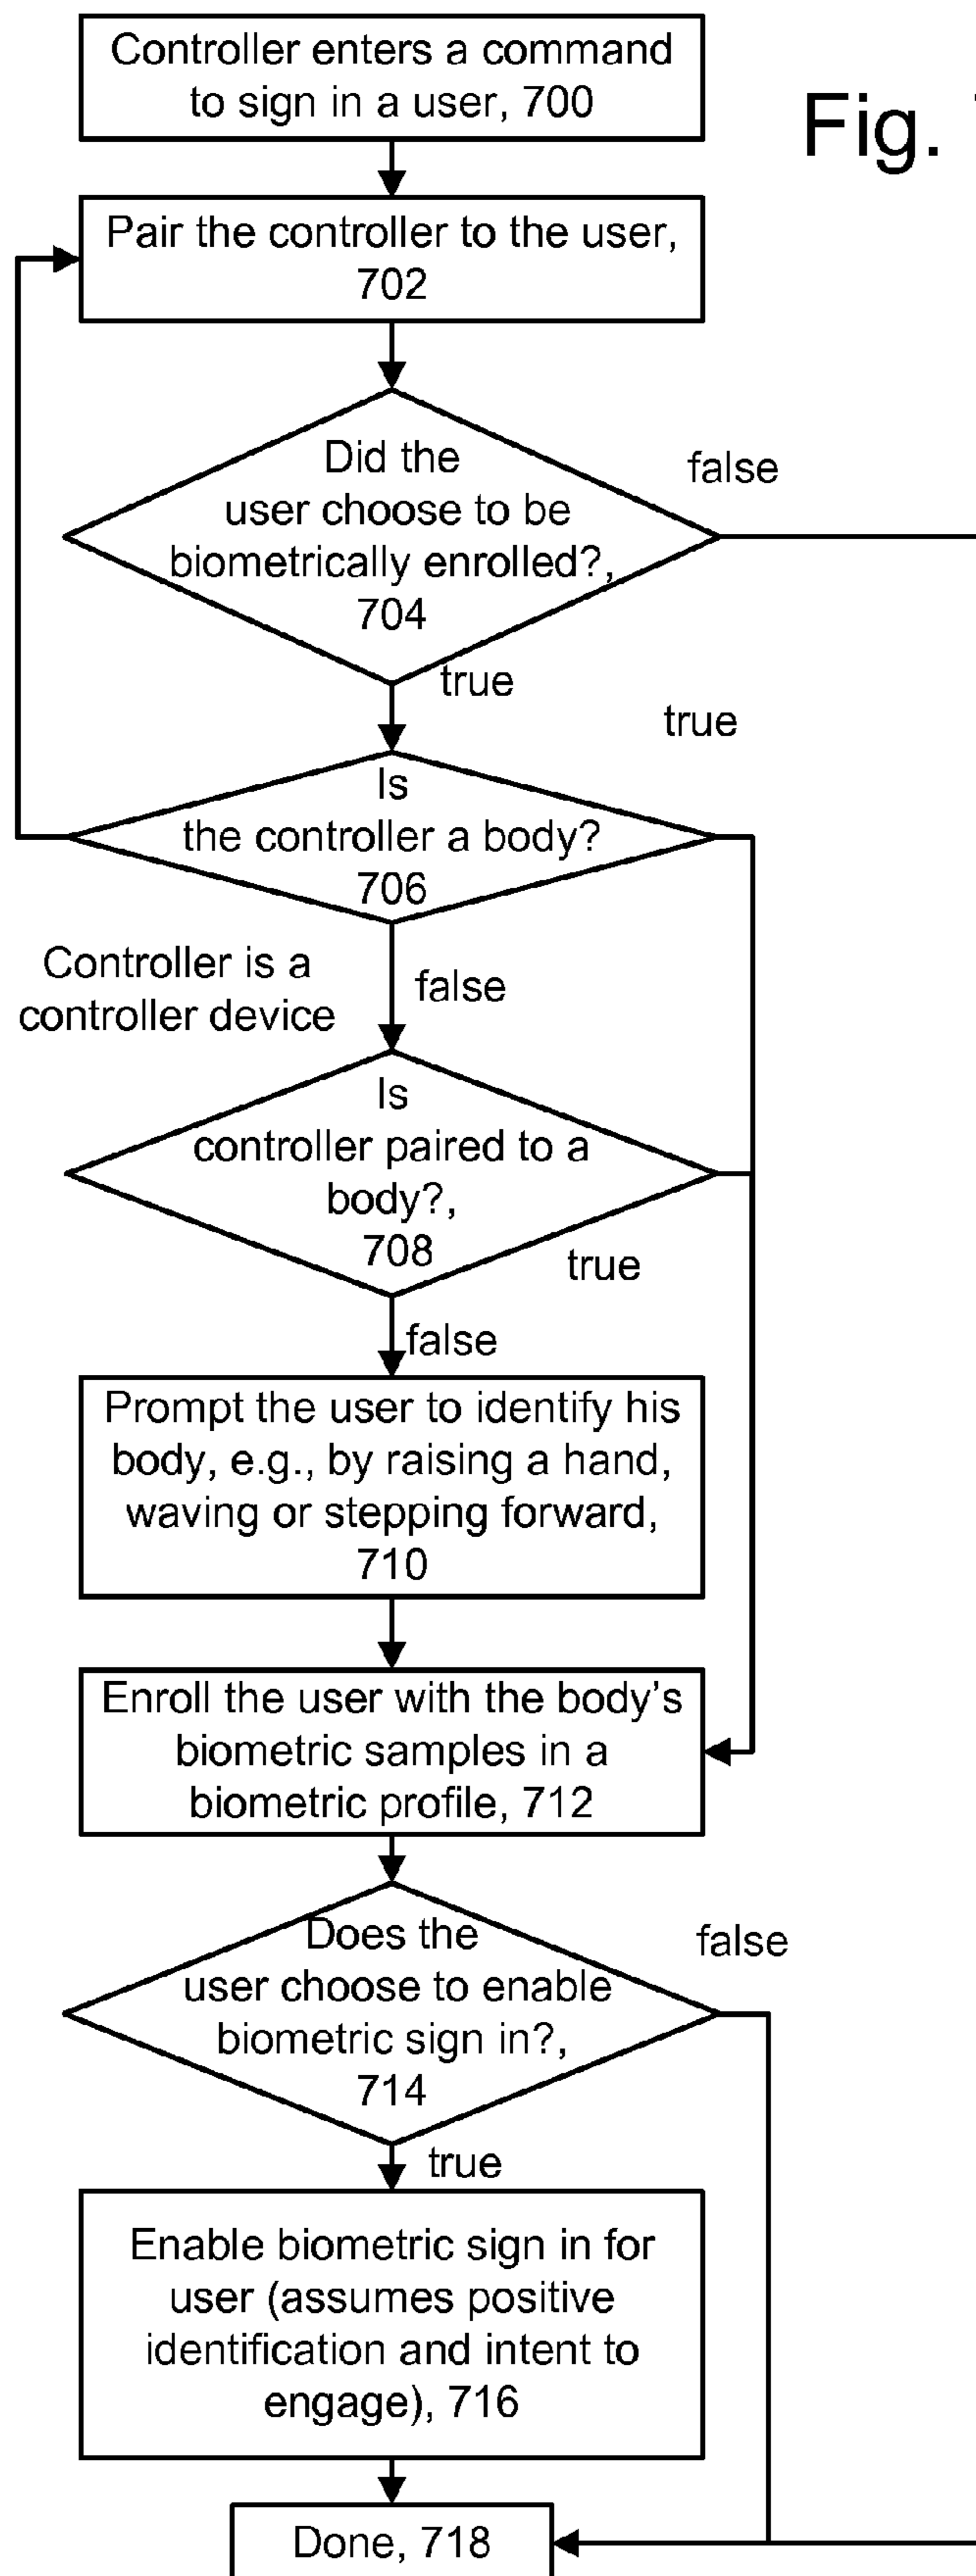 Controller enters a command
to sign in a user, 700
Fig.
Pair the controller to the user,
702
Did the
user choose to be
biometrically enrolled?,
704
false
true
true
Is
the controller a body?
706
Controller is a
controller device
false
Is
controller paired to a
body?,
708
true
false
Prompt the user to identify his
body, e.g., by raising a hand,
waving or stepping forward,
710
Enroll the user with the body’s
biometric samples in a
biometric profile, 712
Does the
user choose to enable
biometric sign in?,
714
false
true
Enable biometric sign in for
user (assumes positive
identification and intent to
engage), 716
Done, 718